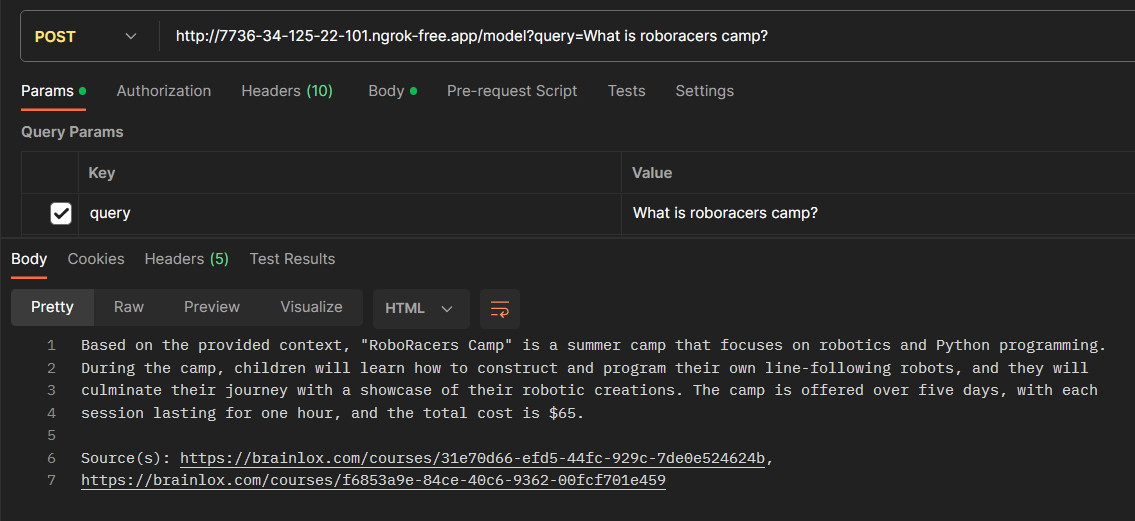 POST http://7736-34-125-22-101.ngrok-free.app/model?query=What is roboracers camp?
Params Authorization Headers (10) Body Pre-request Script Tests Settings
Query Params
Key Value
query What is roboracers camp?
Body Cookies Headers (5) Test Results
Pretty Raw Preview Visualize HTML
1 Based on the provided context, "RoboRacers Camp" is a summer camp that focuses on robotics and Python programming.
2 During the camp, children will learn how to construct and program their own line-following robots, and they will
3 culminate their journey with a showcase of their robotic creations. The camp is offered over five days, with each
4 session lasting for one hour, and the total cost is $65.
5
6 Source(s): https://brainlox.com/courses/31e70d66-efd5-44fc-929c-7de0e524624b,
7 https://brainlox.com/courses/f6853a9e-84ce-40c6-9362-00fcf701e459